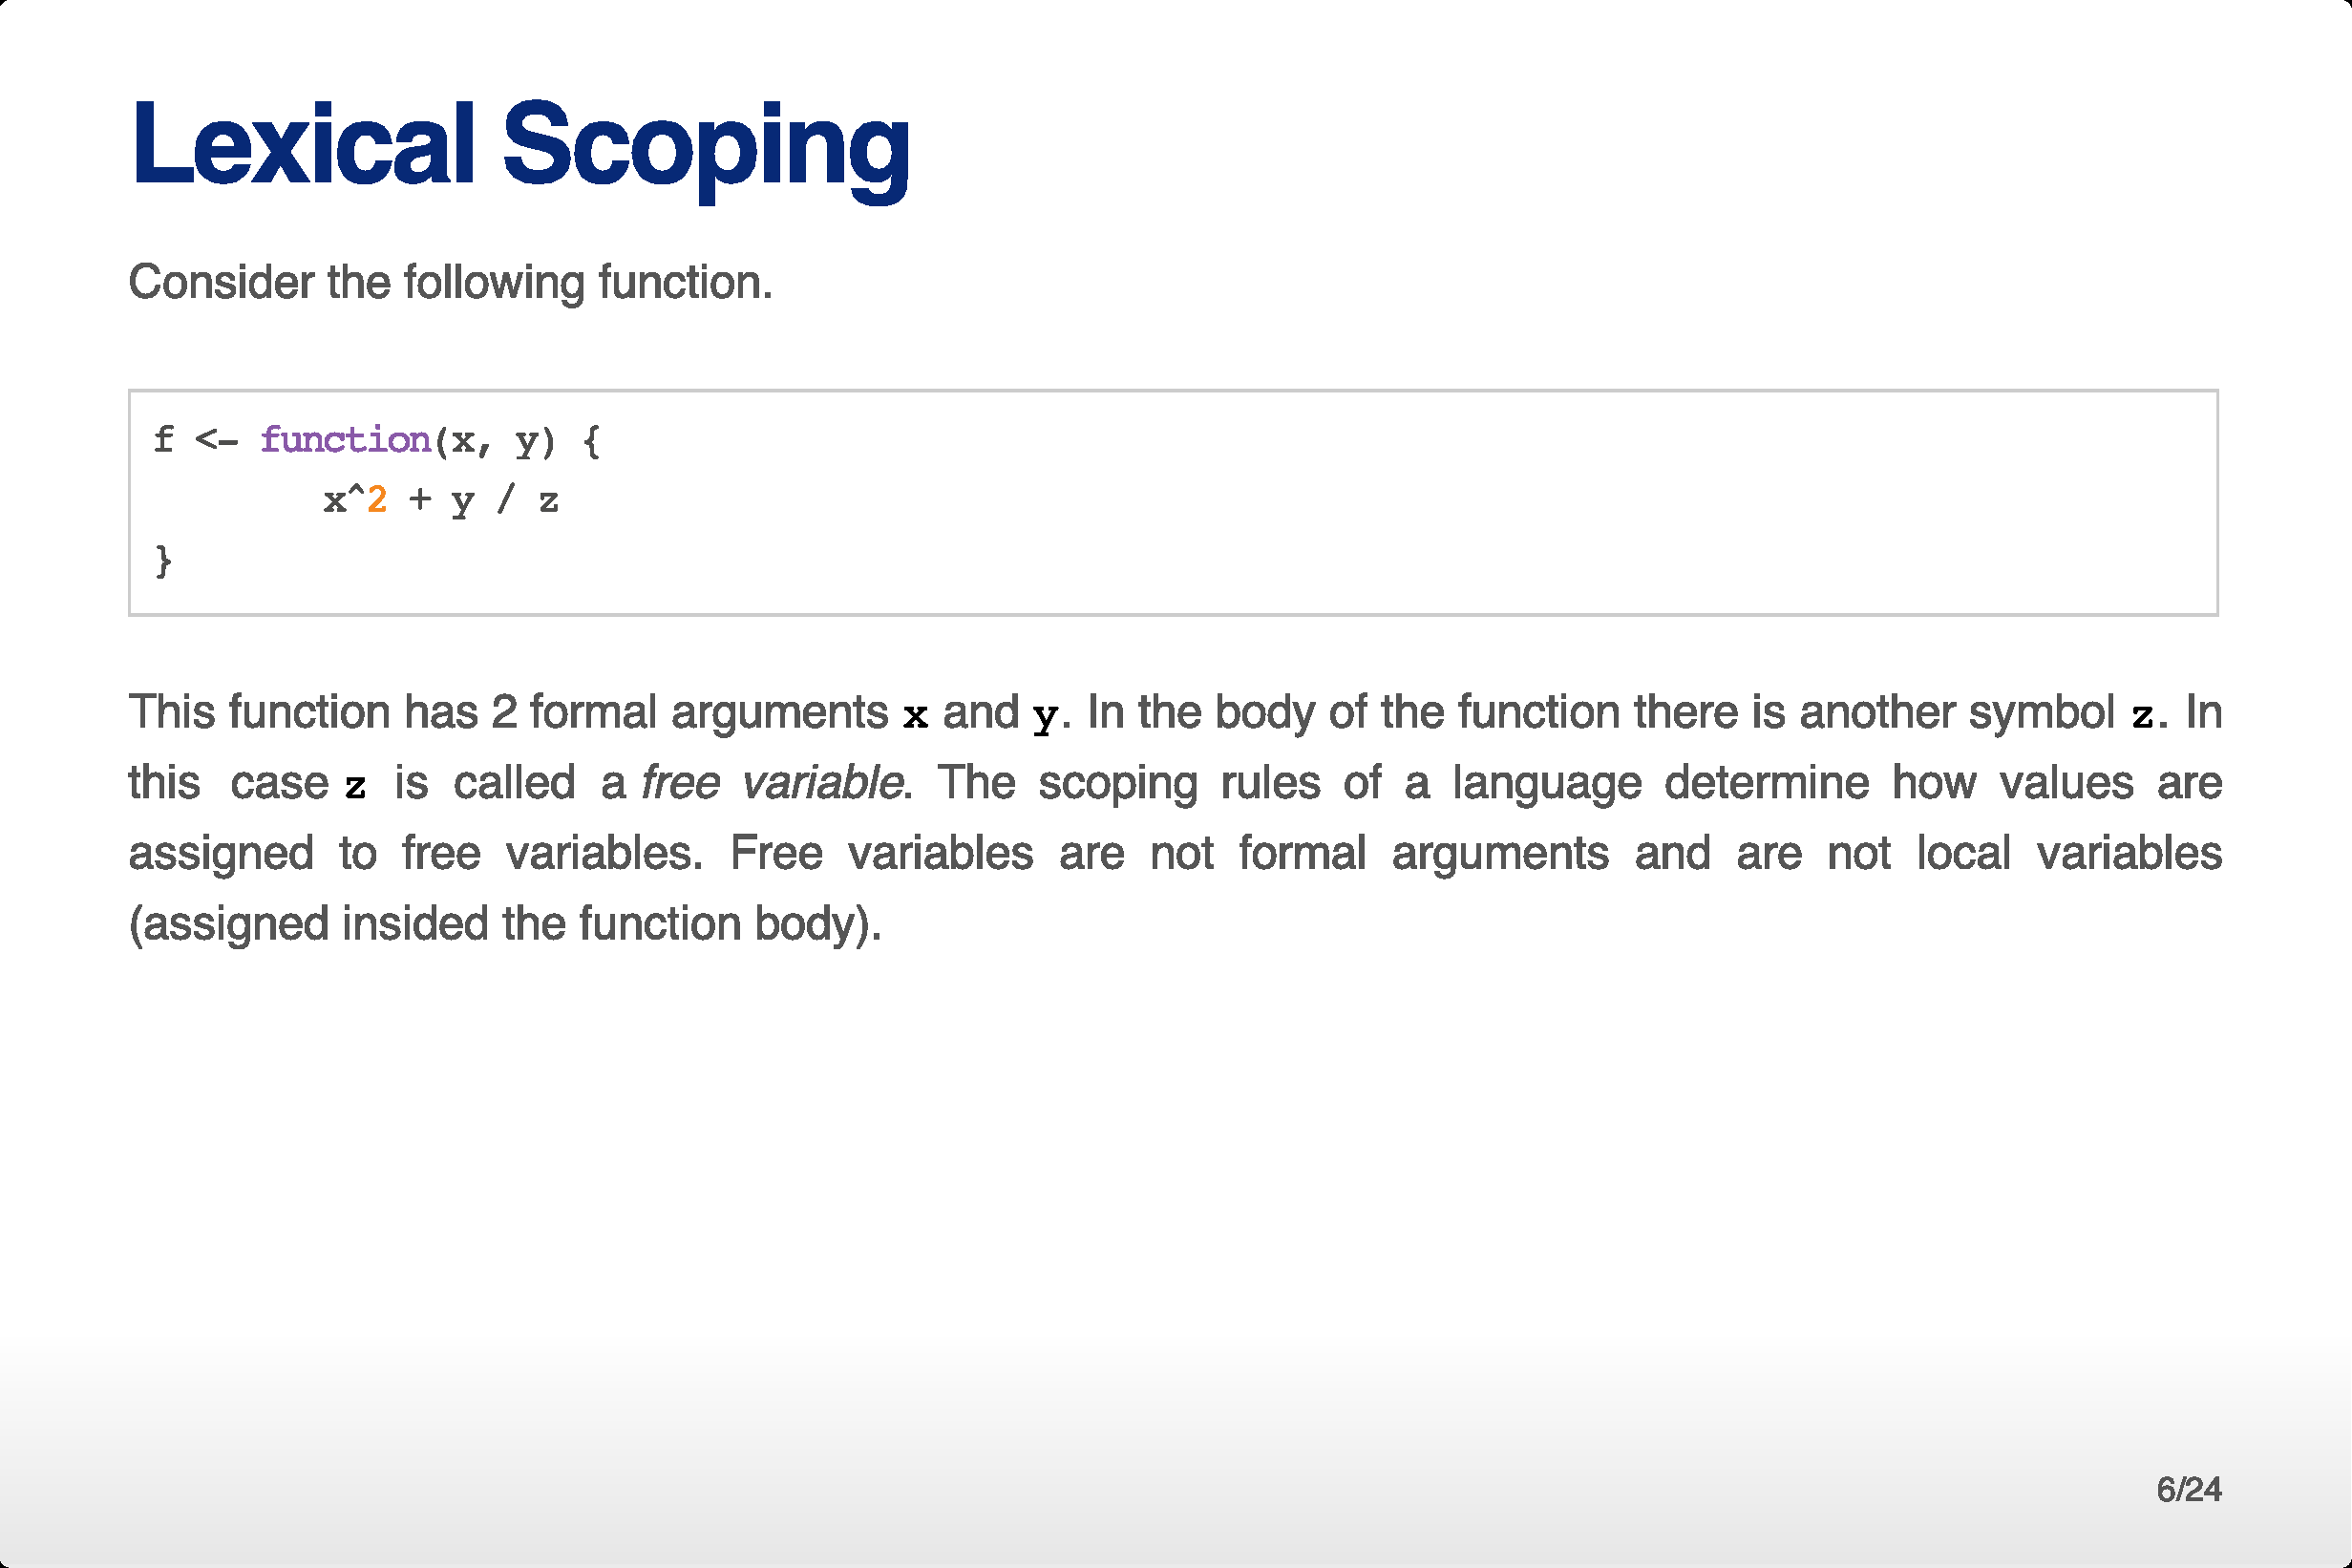 Lexical Scoping
Consider the following function.
f <- function(x, y) {
        x^2 + y / z
}
This function has 2 formal arguments x and y. In the body of the function there is another symbol z. In
this case z is called a free variable. The scoping rules of a language determine how values are
assigned to free variables. Free variables are not formal arguments and are not local variables
(assigned insided the function body).
6/24